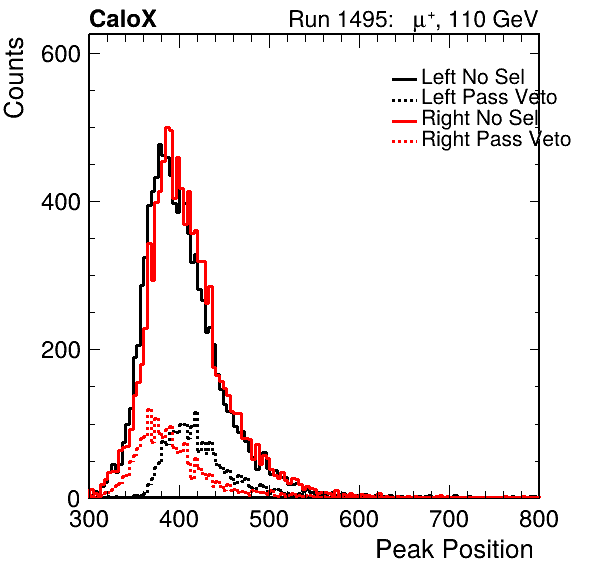 CaloX Run 1495: μ⁺, 110 GeV
Counts
600
400
200
0
Left No Sel
Left Pass Veto
Right No Sel
Right Pass Veto
300 400 500 600 700 800
Peak Position